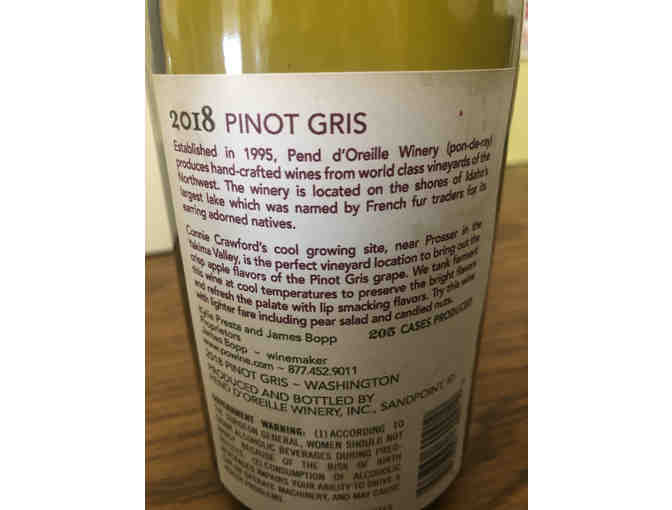 2018 PINOT GRIS
Established in 1995, Pend d'Oreille Winery (pon-de-ray)
produces hand-crafted wines from world class vineyards of the
Northwest. The winery is located on the shores of Idaho's
largest lake which was named by French fur traders for its
earring adorned natives.
Connie Crawford's cool growing site, near Prosser in the
Yakima Valley, is the perfect vineyard location to bring out the
crisp apple flavors of the Pinot Gris grape. We tank ferment
this wine at cool temperatures to preserve the bright flavors
and refresh the palate with lip smacking flavors. Try this wine
with lighter fare including pear salad and candied nuts.
Kylie Presta and James Bopp 205 CASES PRODUCED
Proprietors
James Bopp ~ winemaker
www.powine.com ~ 877.452.9011
2018 PINOT GRIS ~ WASHINGTON
PRODUCED AND BOTTLED BY
PEND D'OREILLE WINERY, INC., SANDPOINT, ID
GOVERNMENT WARNING: (1) ACCORDING TO
THE SURGEON GENERAL, WOMEN SHOULD NOT
DRINK ALCOHOLIC BEVERAGES DURING PREG-
NANCY BECAUSE OF THE RISK OF BIRTH
DEFECTS. (2) CONSUMPTION OF ALCOHOLIC
BEVERAGES IMPAIRS YOUR ABILITY TO DRIVE A
CAR OR OPERATE MACHINERY, AND MAY CAUSE
HEALTH PROBLEMS.